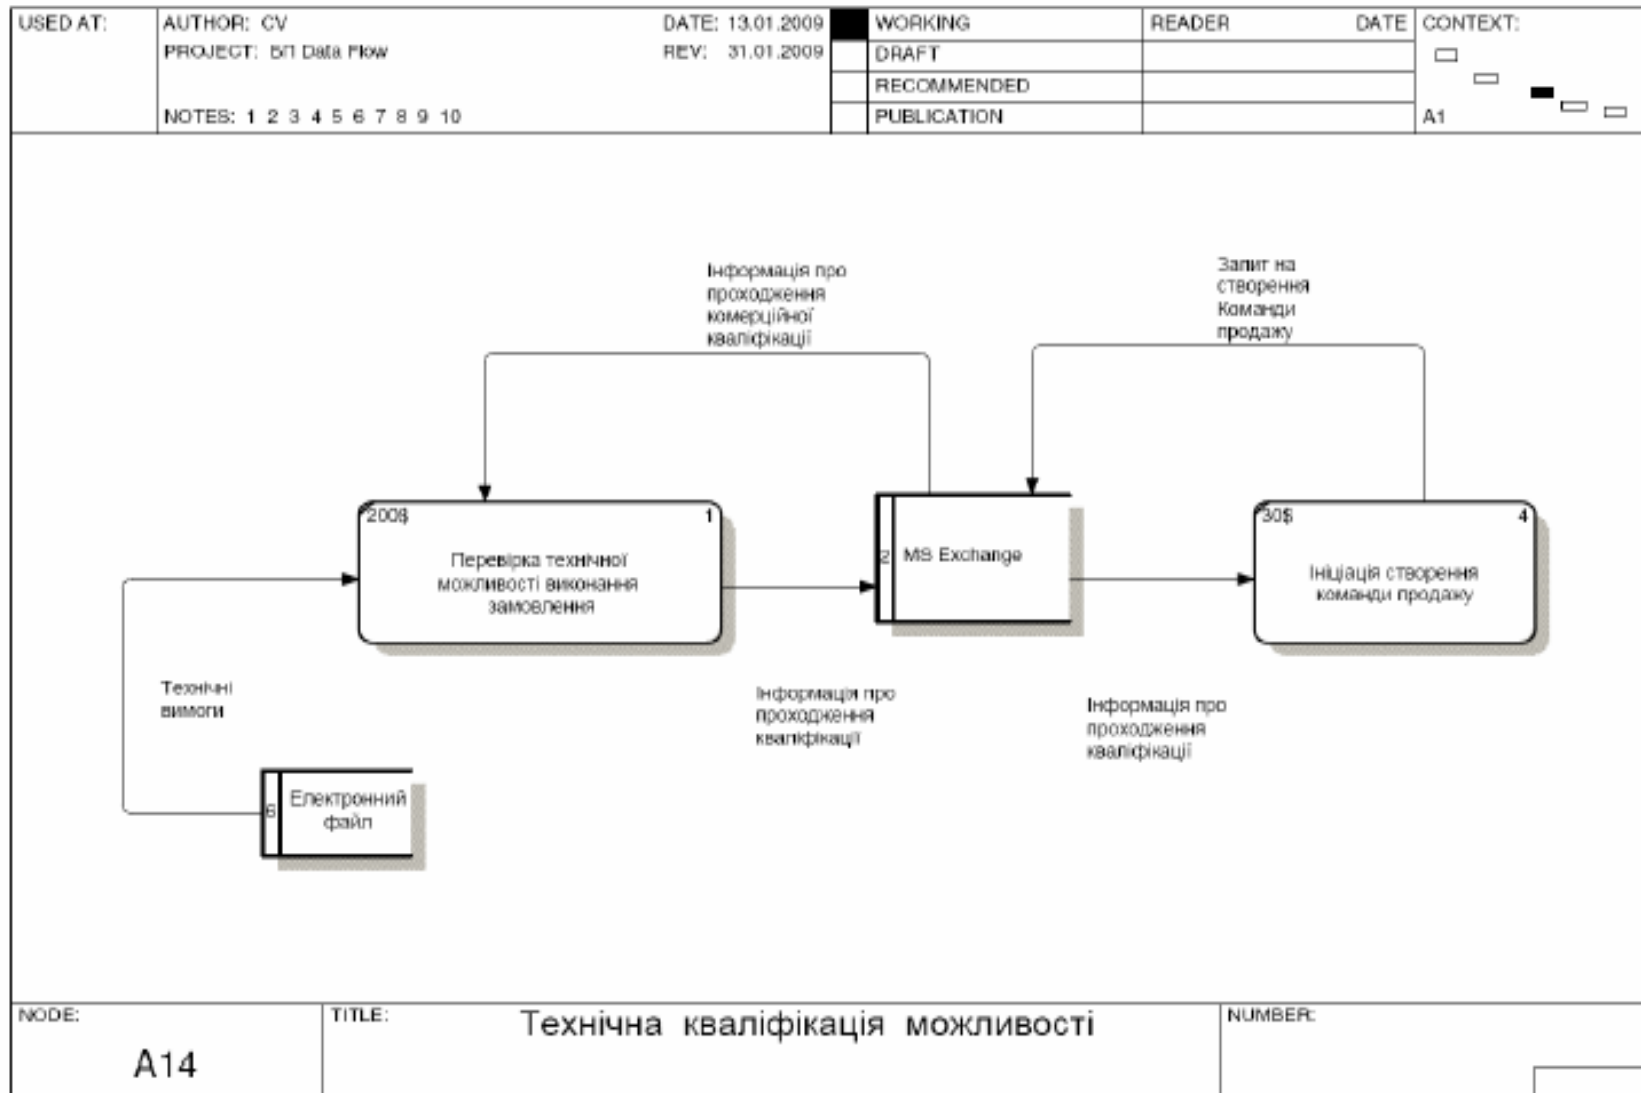 USED AT:
AUTHOR: CV
DATE: 13.01.2009
WORKING
READER
DATE
CONTEXT:
PROJECT: БП Data Flow
REV: 31.01.2009
DRAFT
RECOMMENDED
NOTES: 1 2 3 4 5 6 7 8 9 10
PUBLICATION
A1
Інформація про
проходження
комерційної
кваліфікації
Запит на
створення
Команди
продажу
200$
1
Перевірка технічної
можливості виконання
замовлення
2
MS Exchange
30$
4
Ініціація створення
команди продажу
Технічні
вимоги
Інформація про
проходження
кваліфікації
Інформація про
проходження
кваліфікації
6
Електронний
файл
NODE:
A14
TITLE:
Технічна кваліфікація можливості
NUMBER: